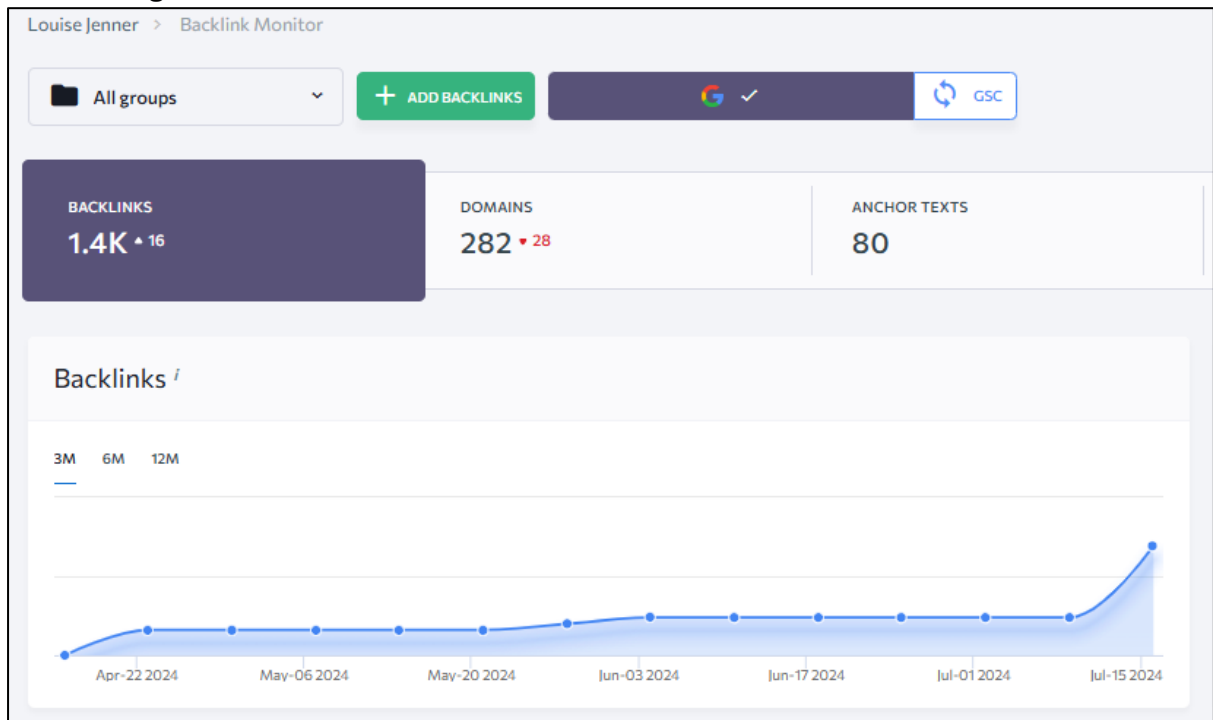 Louise Jenner > Backlink Monitor
All groups
+ ADD BACKLINKS
G ✓
GSC
BACKLINKS
1.4K ▲ 16
DOMAINS
282 ▼ 28
ANCHOR TEXTS
80
Backlinks i
3M 6M 12M
Apr-22 2024 May-06 2024 May-20 2024 Jun-03 2024 Jun-17 2024 Jul-01 2024 Jul-15 2024